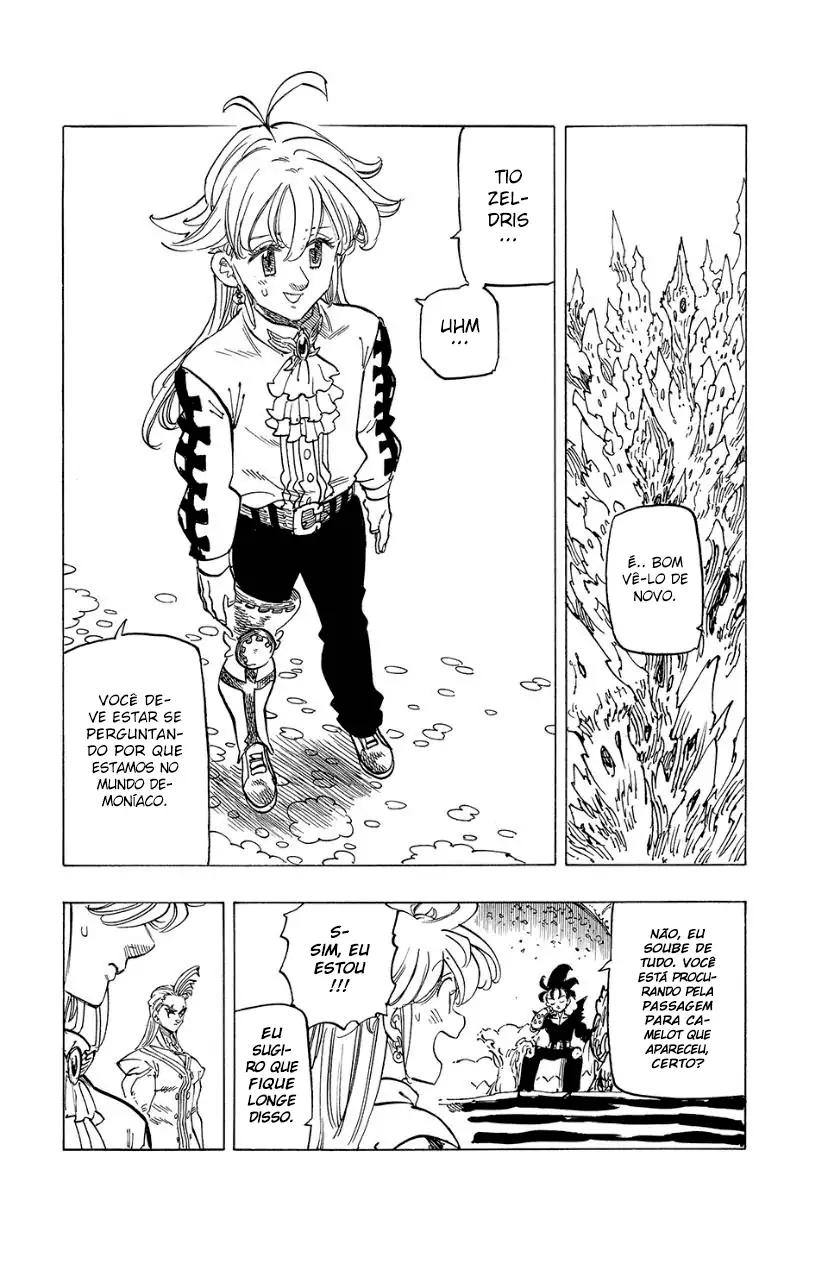 É.. BOM
VÊ-LO DE
NOVO.
TIO
ZEL-
DRIS
...
UHM
...
VOCÊ DE-
VE ESTAR SE
PERGUNTAN-
DO POR QUE
ESTAMOS NO
MUNDO DE-
MONÍACO.
NÃO, EU
SOUBE DE
TUDO. VOCÊ
ESTÁ PROCU-
RANDO PELA
PASSAGEM
PARA CA-
MELOT QUE
APARECEU,
CERTO?
S-
SIM, EU
ESTOU
!!!
EU
SUGI-
RO QUE
FIQUE
LONGE
DISSO.